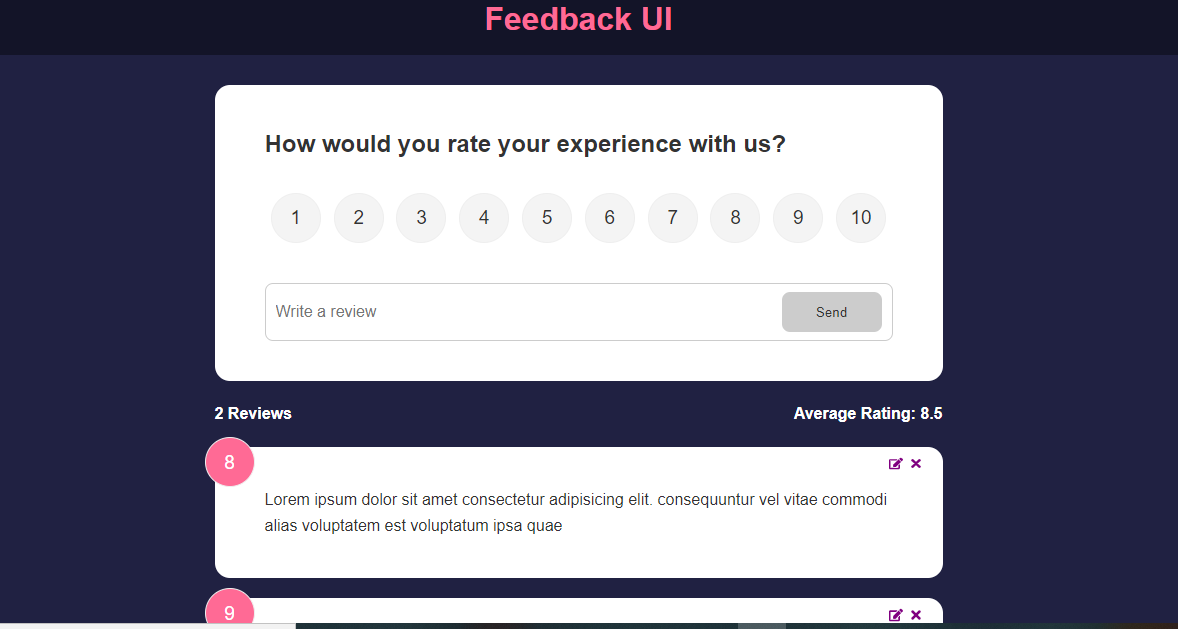 Feedback UI
How would you rate your experience with us?
1 2 3 4 5 6 7 8 9 10
Write a review Send
2 Reviews Average Rating: 8.5
8
Lorem ipsum dolor sit amet consectetur adipisicing elit. consequuntur vel vitae commodi
alias voluptatem est voluptatum ipsa quae
9